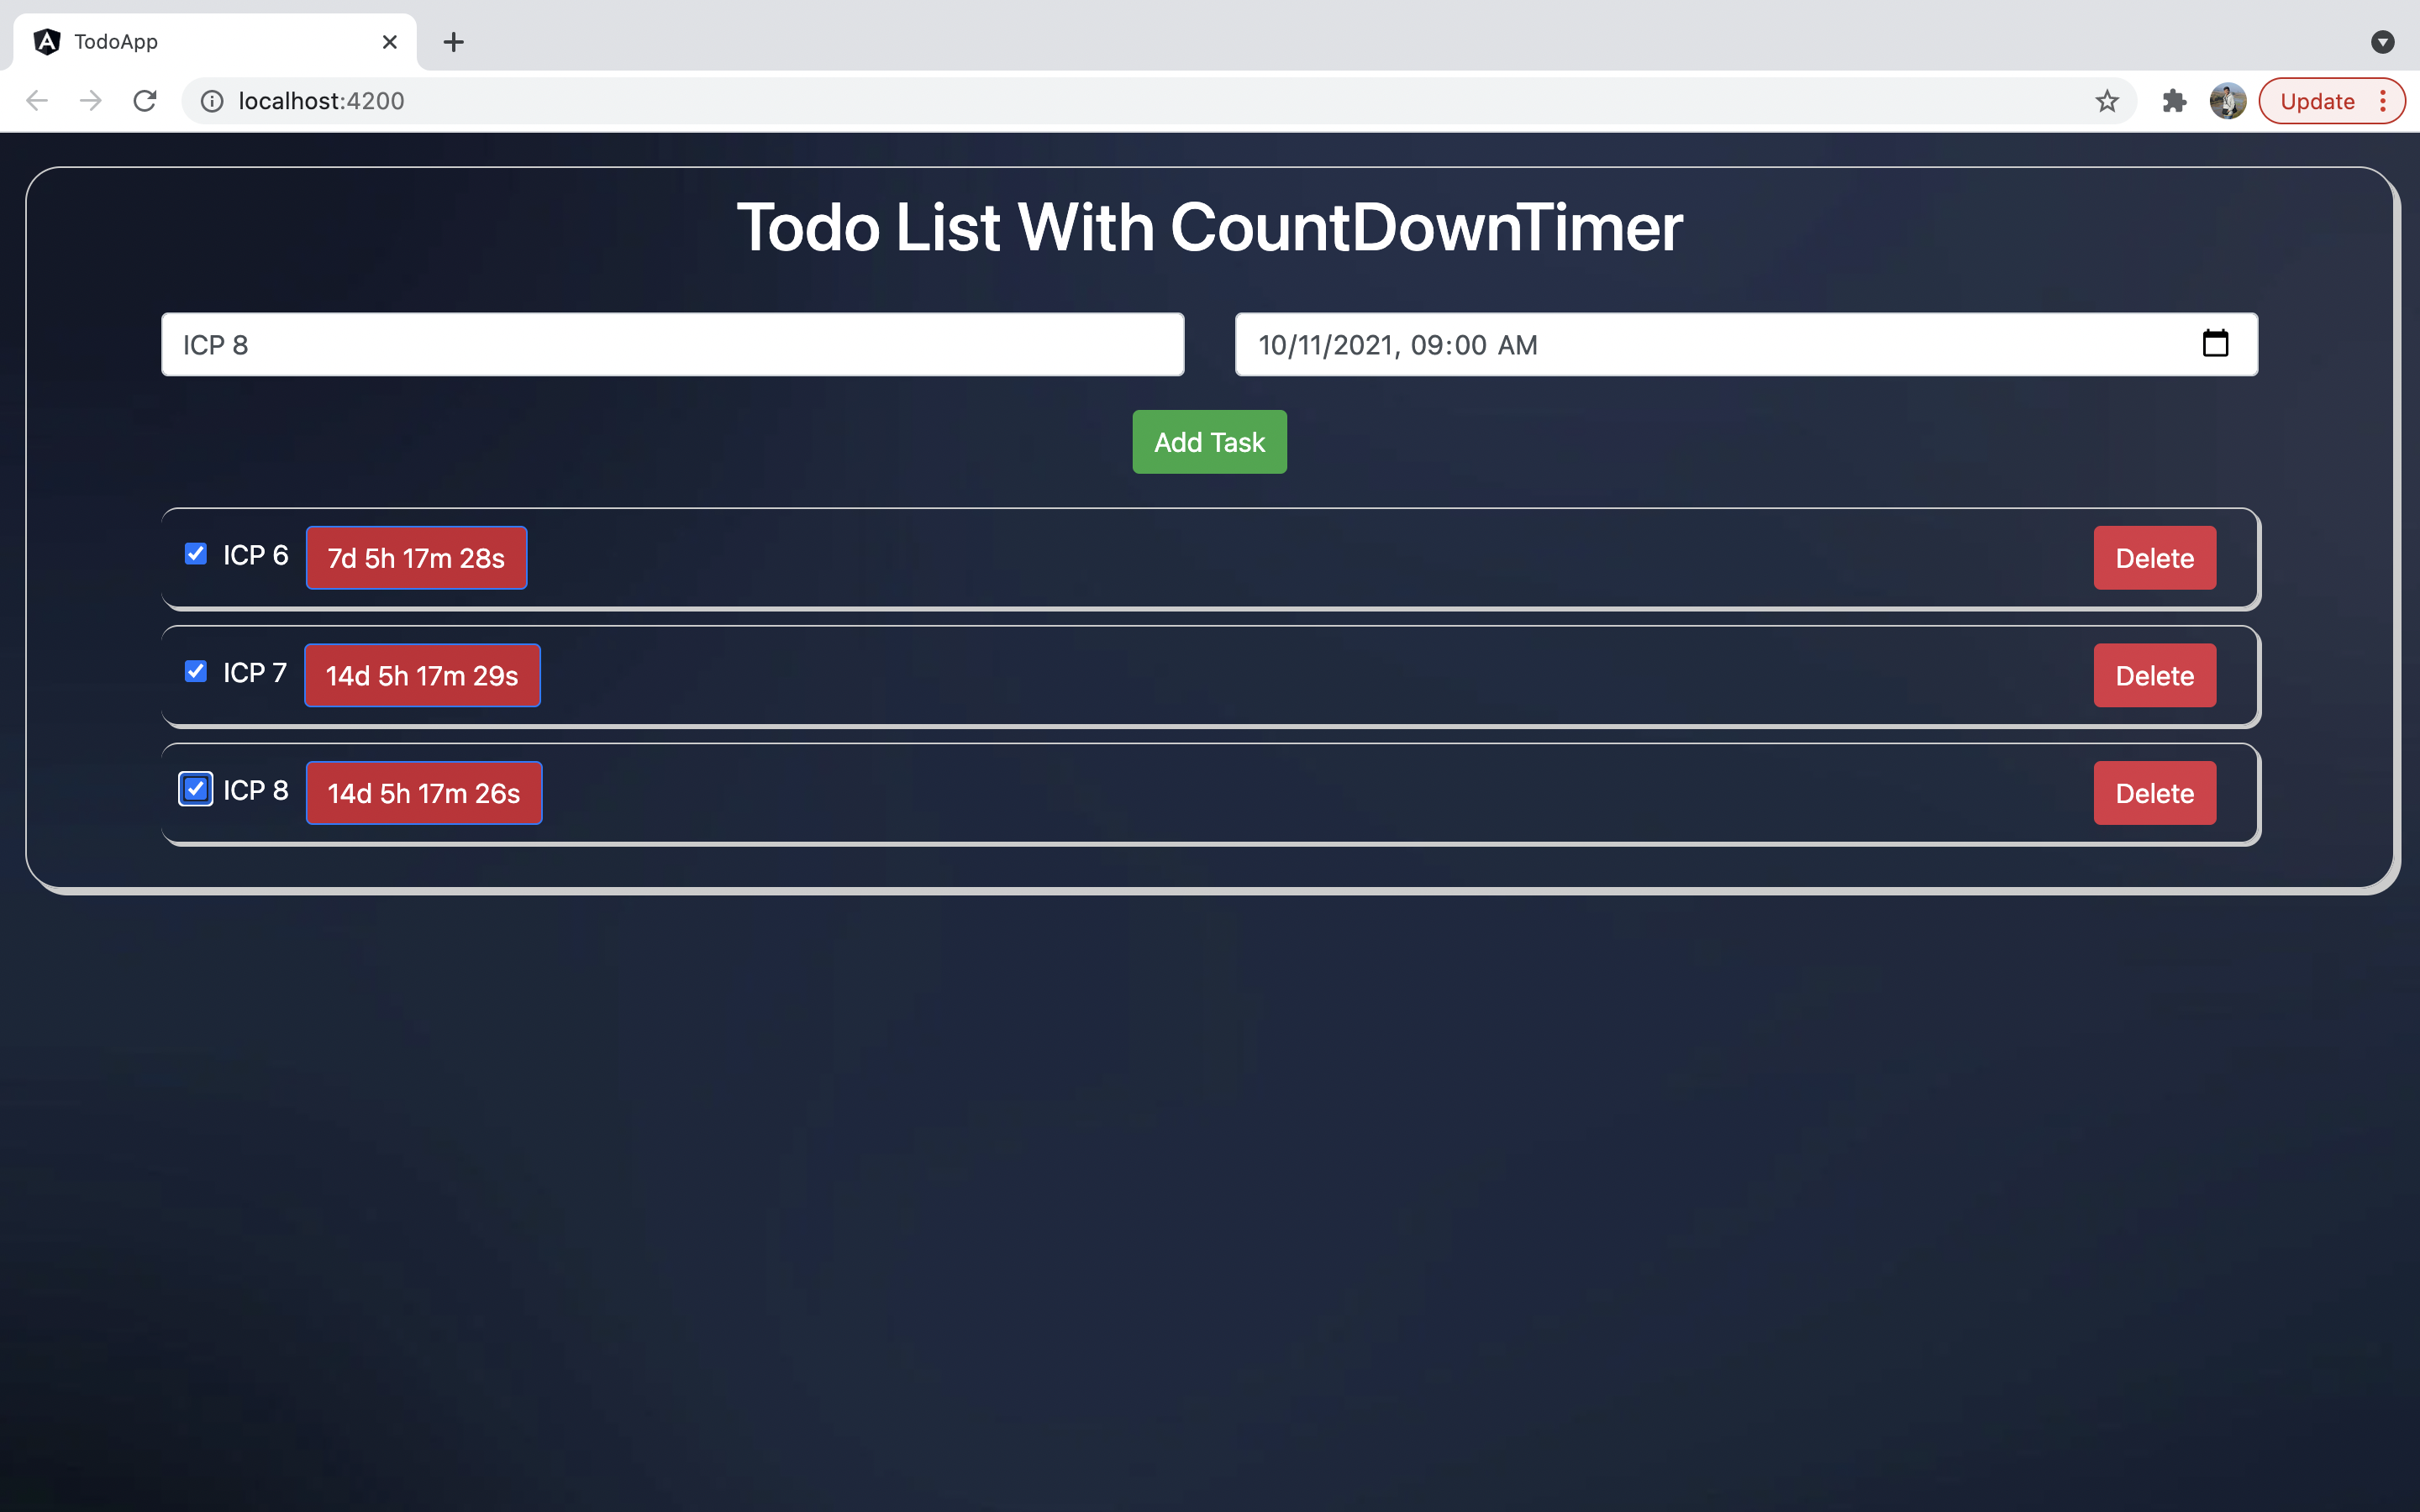 TodoApp
localhost:4200
Update
Todo List With CountDownTimer
ICP 8
10/11/2021, 09:00 AM
Add Task
ICP 6 7d 5h 17m 28s Delete
ICP 7 14d 5h 17m 29s Delete
ICP 8 14d 5h 17m 26s Delete